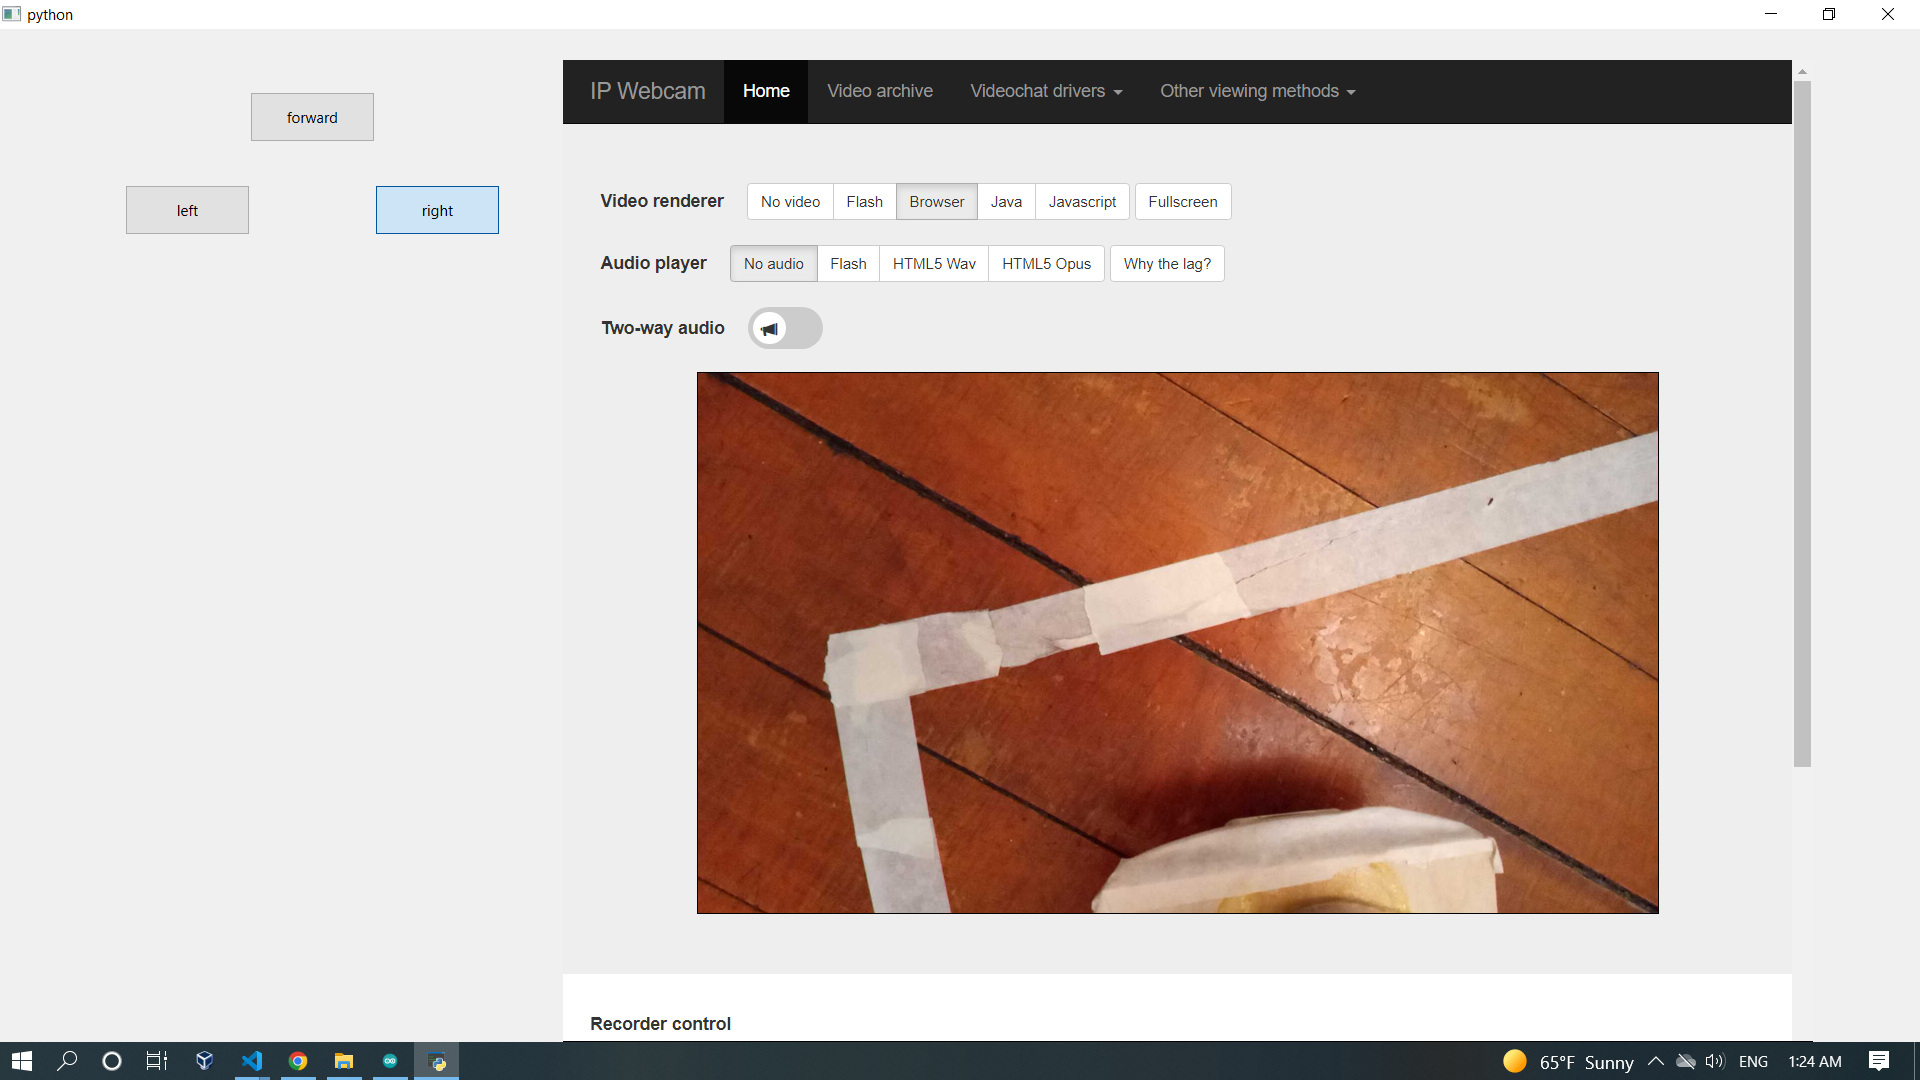 python
forward
left
right
IP Webcam Home Video archive Videochat drivers Other viewing methods
Video renderer No video Flash Browser Java Javascript Fullscreen
Audio player No audio Flash HTML5 Wav HTML5 Opus Why the lag?
Two-way audio
Recorder control
65°F Sunny ENG 1:24 AM